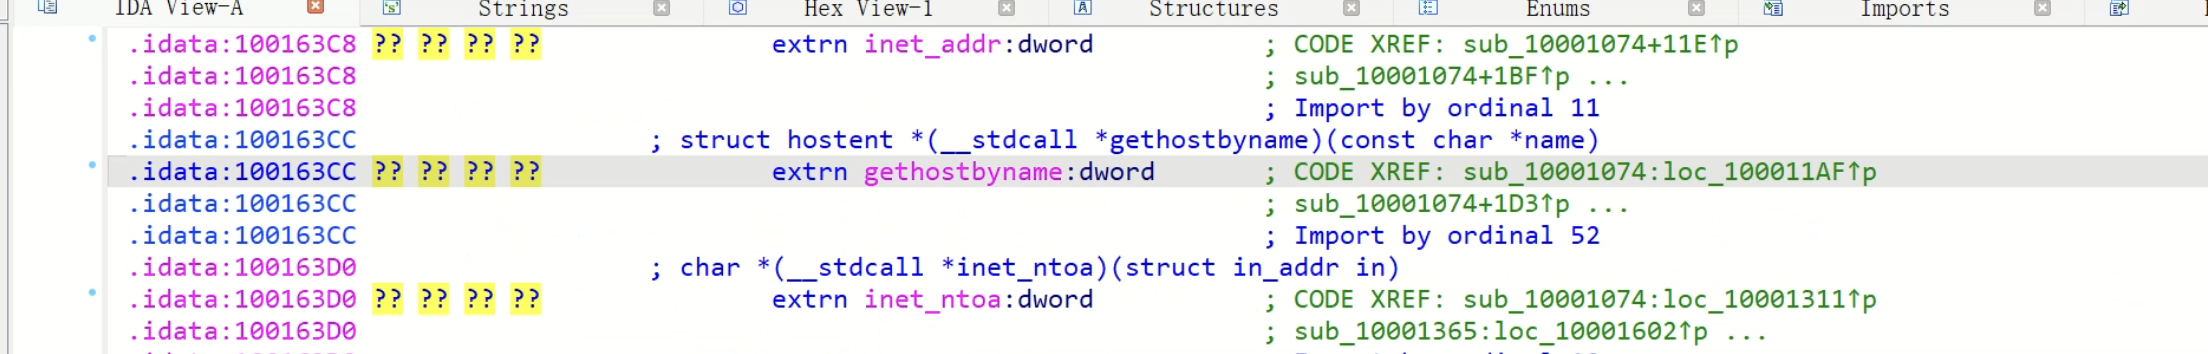 IDA View-A Strings Hex View-1 Structures Enums Imports
.idata:100163C8 ?? ?? ?? ?? extrn inet_addr:dword ; CODE XREF: sub_10001074+11E↑p
.idata:100163C8 ; sub_10001074+1BF↑p ...
.idata:100163C8 ; Import by ordinal 11
.idata:100163CC ; struct hostent *(__stdcall *gethostbyname)(const char *name)
.idata:100163CC ?? ?? ?? ?? extrn gethostbyname:dword ; CODE XREF: sub_10001074:loc_100011AF↑p
.idata:100163CC ; sub_10001074+1D3↑p ...
.idata:100163CC ; Import by ordinal 52
.idata:100163D0 ; char *(__stdcall *inet_ntoa)(struct in_addr in)
.idata:100163D0 ?? ?? ?? ?? extrn inet_ntoa:dword ; CODE XREF: sub_10001074:loc_10001311↑p
.idata:100163D0 ; sub_10001365:loc_10001602↑p ...